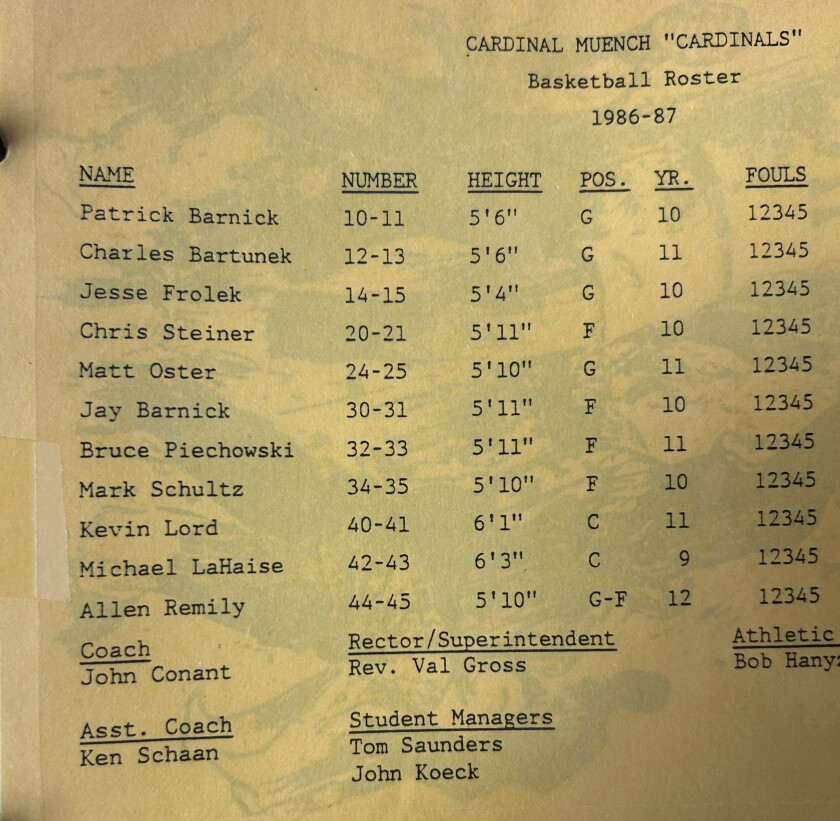 CARDINAL MUENCH "CARDINALS"
Basketball Roster
1986-87
NAME NUMBER HEIGHT POS. YR. FOULS
Patrick Barnick 10-11 5'6" G 10 12345
Charles Bartunek 12-13 5'6" G 11 12345
Jesse Frolek 14-15 5'4" G 10 12345
Chris Steiner 20-21 5'11" F 10 12345
Matt Oster 24-25 5'10" G 11 12345
Jay Barnick 30-31 5'11" F 10 12345
Bruce Piechowski 32-33 5'11" F 11 12345
Mark Schultz 34-35 5'10" F 10 12345
Kevin Lord 40-41 6'1" C 11 12345
Michael LaHaise 42-43 6'3" C 9 12345
Allen Remily 44-45 5'10" G-F 12 12345
Coach Rector/Superintendent Athletic
John Conant Rev. Val Gross Bob
Asst. Coach Student Managers
Ken Schaan Tom Saunders
John Koeck